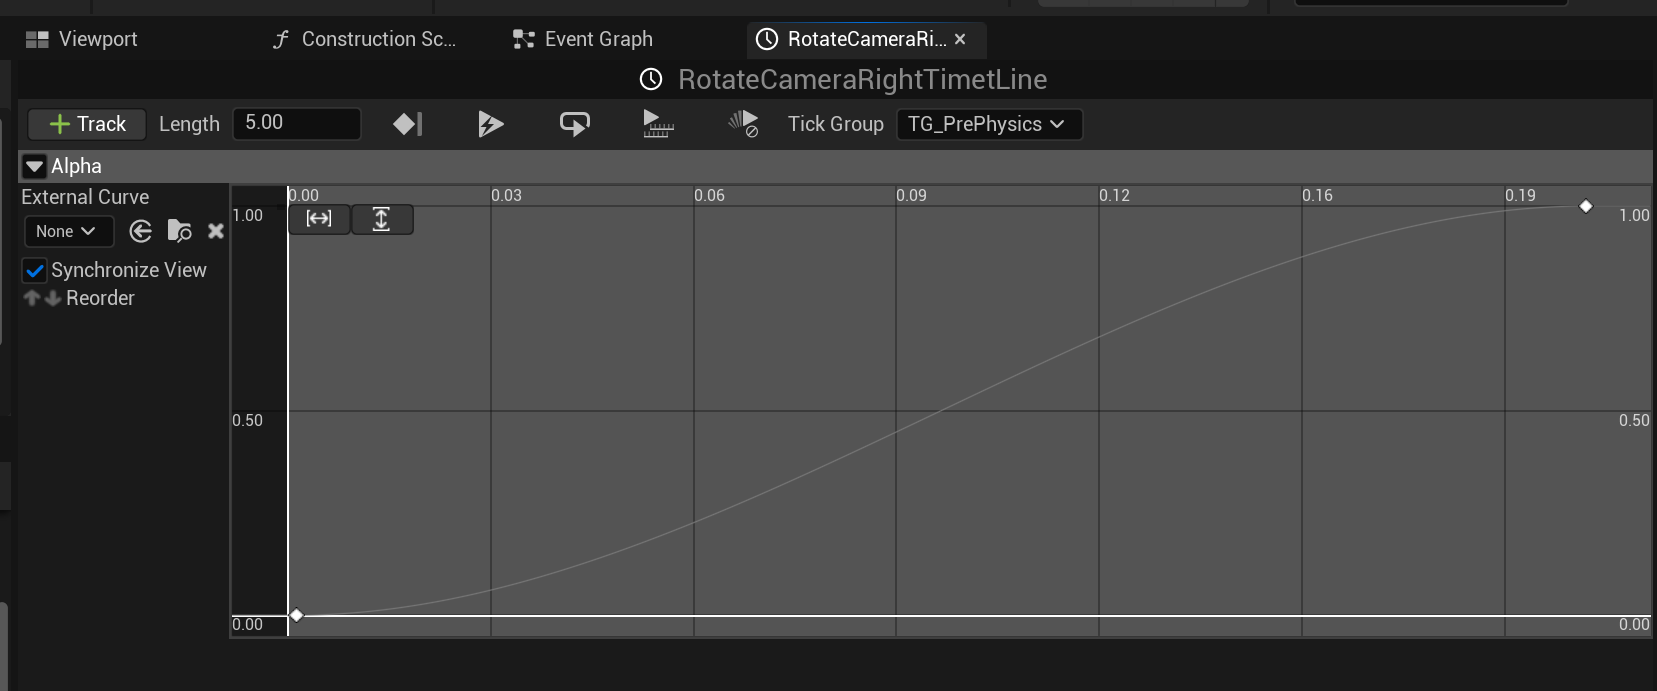 Viewport
Construction Sc...
Event Graph
RotateCameraRi...
RotateCameraRightTimetLine
Track Length 5.00 Tick Group TG_PrePhysics
Alpha
External Curve
None
Synchronize View
Reorder
0.00 0.03 0.06 0.09 0.12 0.16 0.19
1.00 1.00
0.50 0.50
0.00 0.00